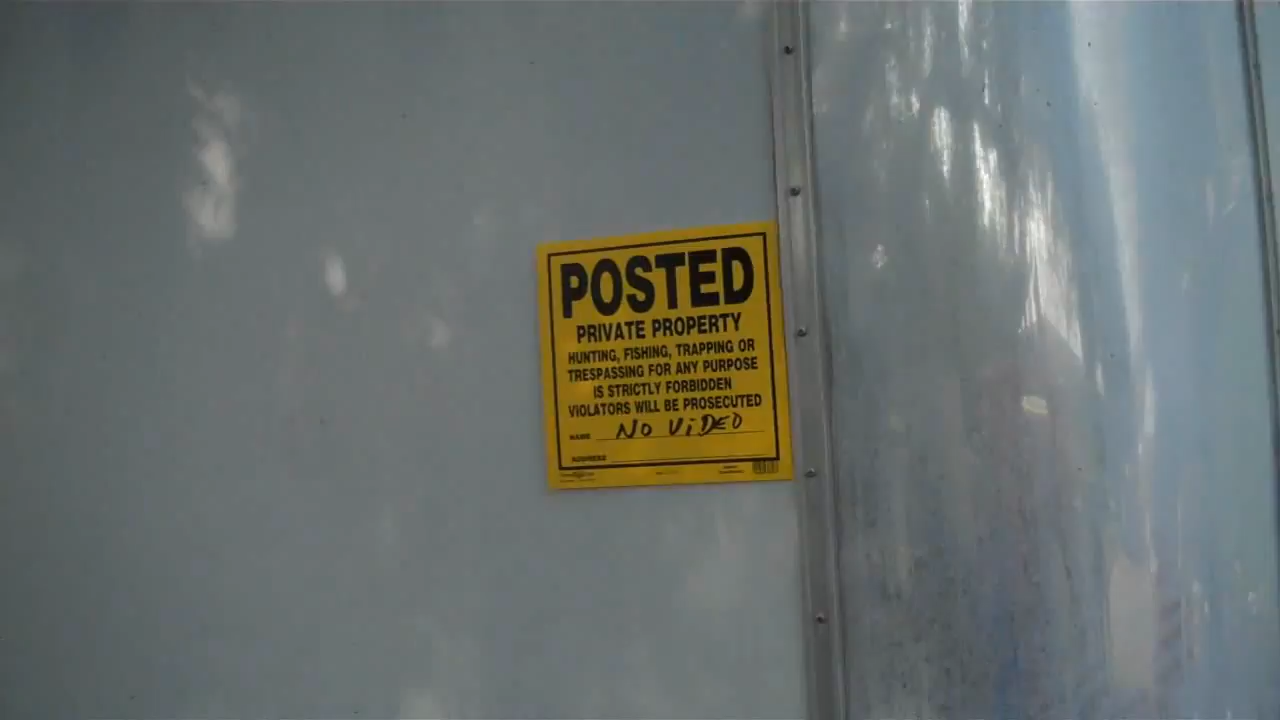 POSTED
PRIVATE PROPERTY
HUNTING, FISHING, TRAPPING OR
TRESPASSING FOR ANY PURPOSE
IS STRICTLY FORBIDDEN
VIOLATORS WILL BE PROSECUTED
NAME NO ViDEO
ADDRESS